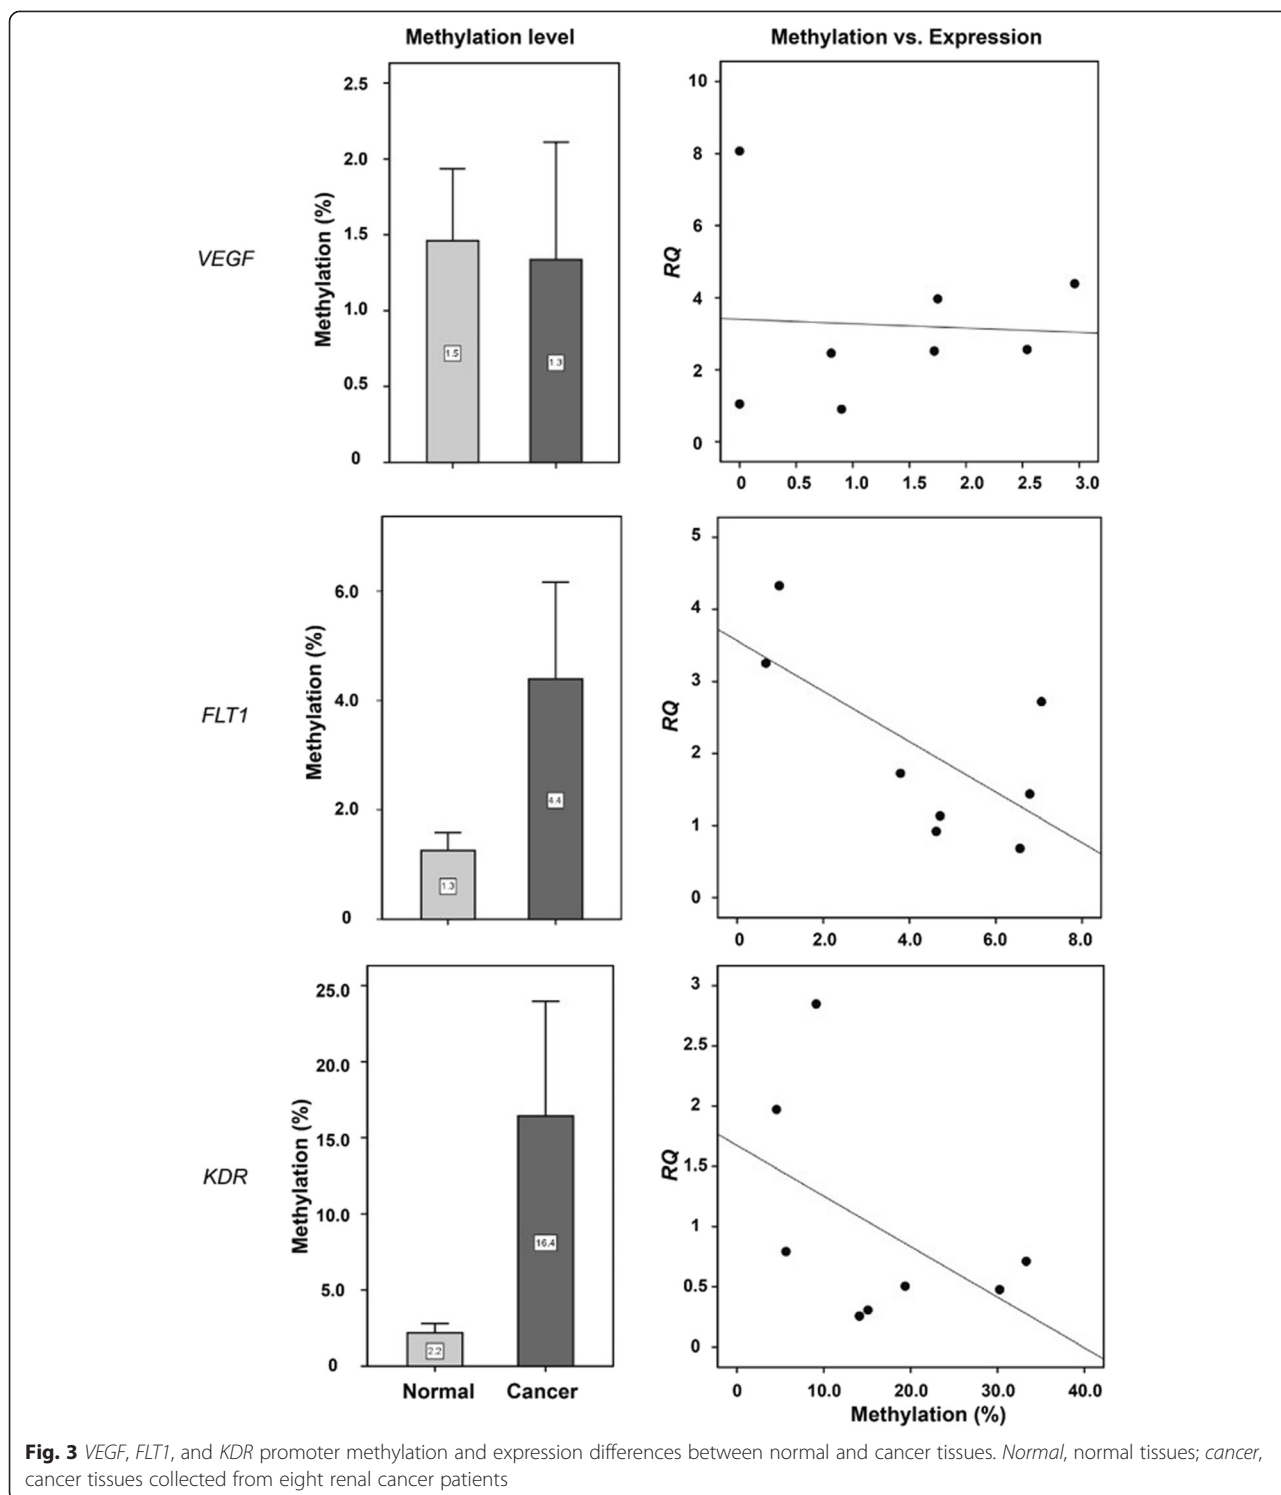 Methylation level
Methylation vs. Expression
VEGF
Methylation (%)
2.5
2.0
1.5
1.0
0.5
0
1.5
1.3
RQ
10
8
6
4
2
0
0 0.5 1.0 1.5 2.0 2.5 3.0
FLT1
Methylation (%)
6.0
4.0
2.0
0
1.3
4.4
RQ
5
4
3
2
1
0
0 2.0 4.0 6.0 8.0
KDR
Methylation (%)
25.0
20.0
15.0
10.0
5.0
0
2.2
16.4
Normal Cancer
RQ
3
2.5
2
1.5
1
0.5
0
0 10.0 20.0 30.0 40.0
Methylation (%)
Fig. 3 VEGF, FLT1, and KDR promoter methylation and expression differences between normal and cancer tissues. Normal, normal tissues; cancer,
cancer tissues collected from eight renal cancer patients